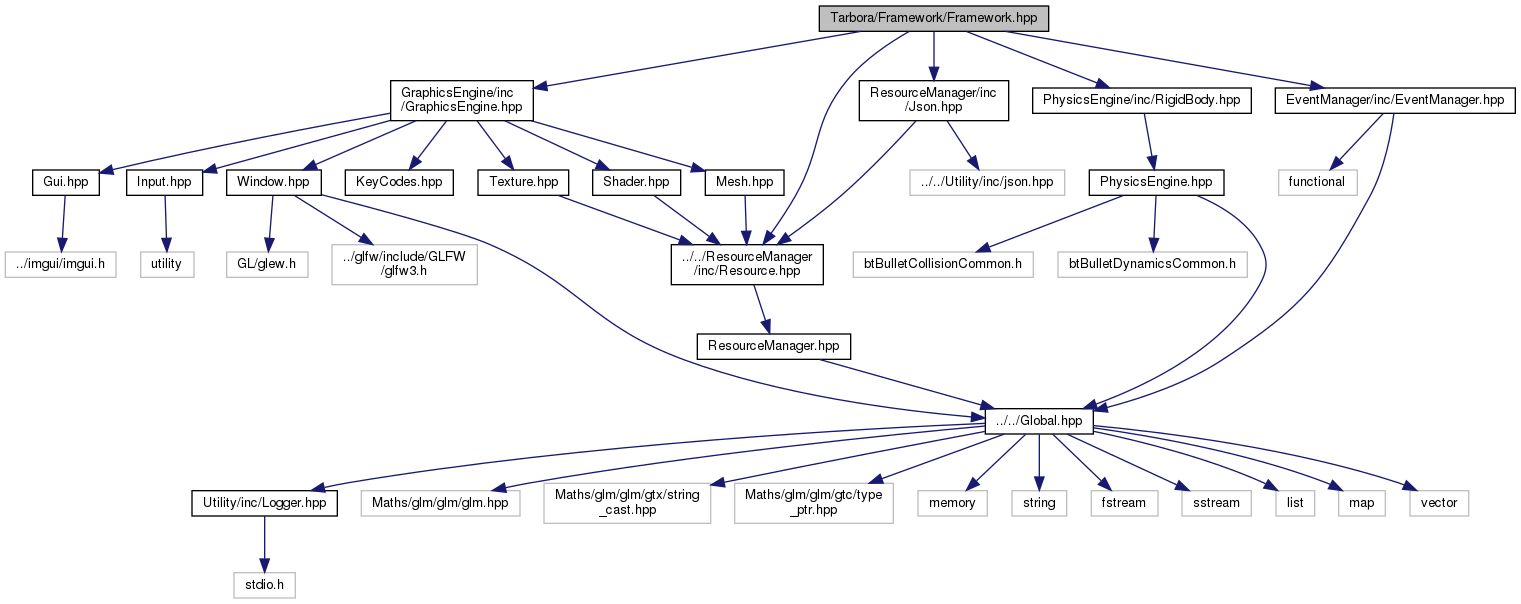 Tarbora/Framework/Framework.hpp
GraphicsEngine/inc
/GraphicsEngine.hpp
ResourceManager/inc
/Json.hpp
PhysicsEngine/inc/RigidBody.hpp
EventManager/inc/EventManager.hpp
Gui.hpp
Input.hpp
Window.hpp
KeyCodes.hpp
Texture.hpp
Shader.hpp
Mesh.hpp
../../Utility/inc/json.hpp
PhysicsEngine.hpp
functional
../imgui/imgui.h
utility
GL/glew.h
../glfw/include/GLFW
/glfw3.h
../../ResourceManager
/inc/Resource.hpp
btBulletCollisionCommon.h
btBulletDynamicsCommon.h
ResourceManager.hpp
../../Global.hpp
Utility/inc/Logger.hpp
Maths/glm/glm/glm.hpp
Maths/glm/glm/gtx/string
_cast.hpp
Maths/glm/glm/gtc/type
_ptr.hpp
memory
string
fstream
sstream
list
map
vector
stdio.h